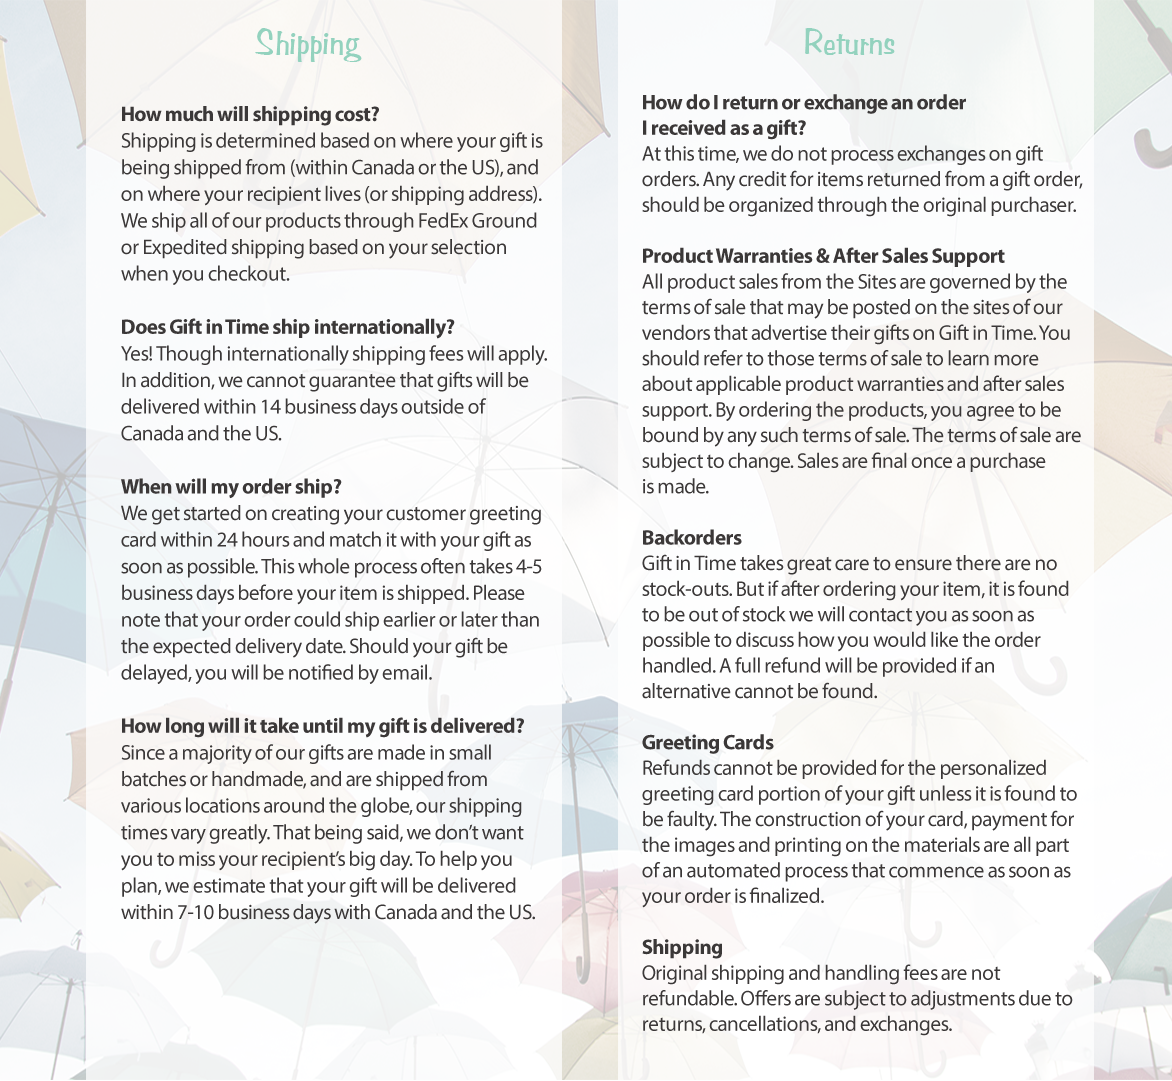 Shipping
How much will shipping cost?
Shipping is determined based on where your gift is
being shipped from (within Canada or the US), and
on where your recipient lives (or shipping address).
We ship all of our products through FedEx Ground
or Expedited shipping based on your selection
when you checkout.
Does Gift in Time ship internationally?
Yes! Though internationally shipping fees will apply.
In addition, we cannot guarantee that gifts will be
delivered within 14 business days outside of
Canada and the US.
When will my order ship?
We get started on creating your customer greeting
card within 24 hours and match it with your gift as
soon as possible. This whole process often takes 4-5
business days before your item is shipped. Please
note that your order could ship earlier or later than
the expected delivery date. Should your gift be
delayed, you will be notified by email.
How long will it take until my gift is delivered?
Since a majority of our gifts are made in small
batches or handmade, and are shipped from
various locations around the globe, our shipping
times vary greatly. That being said, we don't want
you to miss your recipient's big day. To help you
plan, we estimate that your gift will be delivered
within 7-10 business days with Canada and the US.
Returns
How do I return or exchange an order
I received as a gift?
At this time, we do not process exchanges on gift
orders. Any credit for items returned from a gift order,
should be organized through the original purchaser.
Product Warranties & After Sales Support
All product sales from the Sites are governed by the
terms of sale that may be posted on the sites of our
vendors that advertise their gifts on Gift in Time. You
should refer to those terms of sale to learn more
about applicable product warranties and after sales
support. By ordering the products, you agree to be
bound by any such terms of sale. The terms of sale are
subject to change. Sales are final once a purchase
is made.
Backorders
Gift in Time takes great care to ensure there are no
stock-outs. But if after ordering your item, it is found
to be out of stock we will contact you as soon as
possible to discuss how you would like the order
handled. A full refund will be provided if an
alternative cannot be found.
Greeting Cards
Refunds cannot be provided for the personalized
greeting card portion of your gift unless it is found to
be faulty. The construction of your card, payment for
the images and printing on the materials are all part
of an automated process that commence as soon as
your order is finalized.
Shipping
Original shipping and handling fees are not
refundable. Offers are subject to adjustments due to
returns, cancellations, and exchanges.